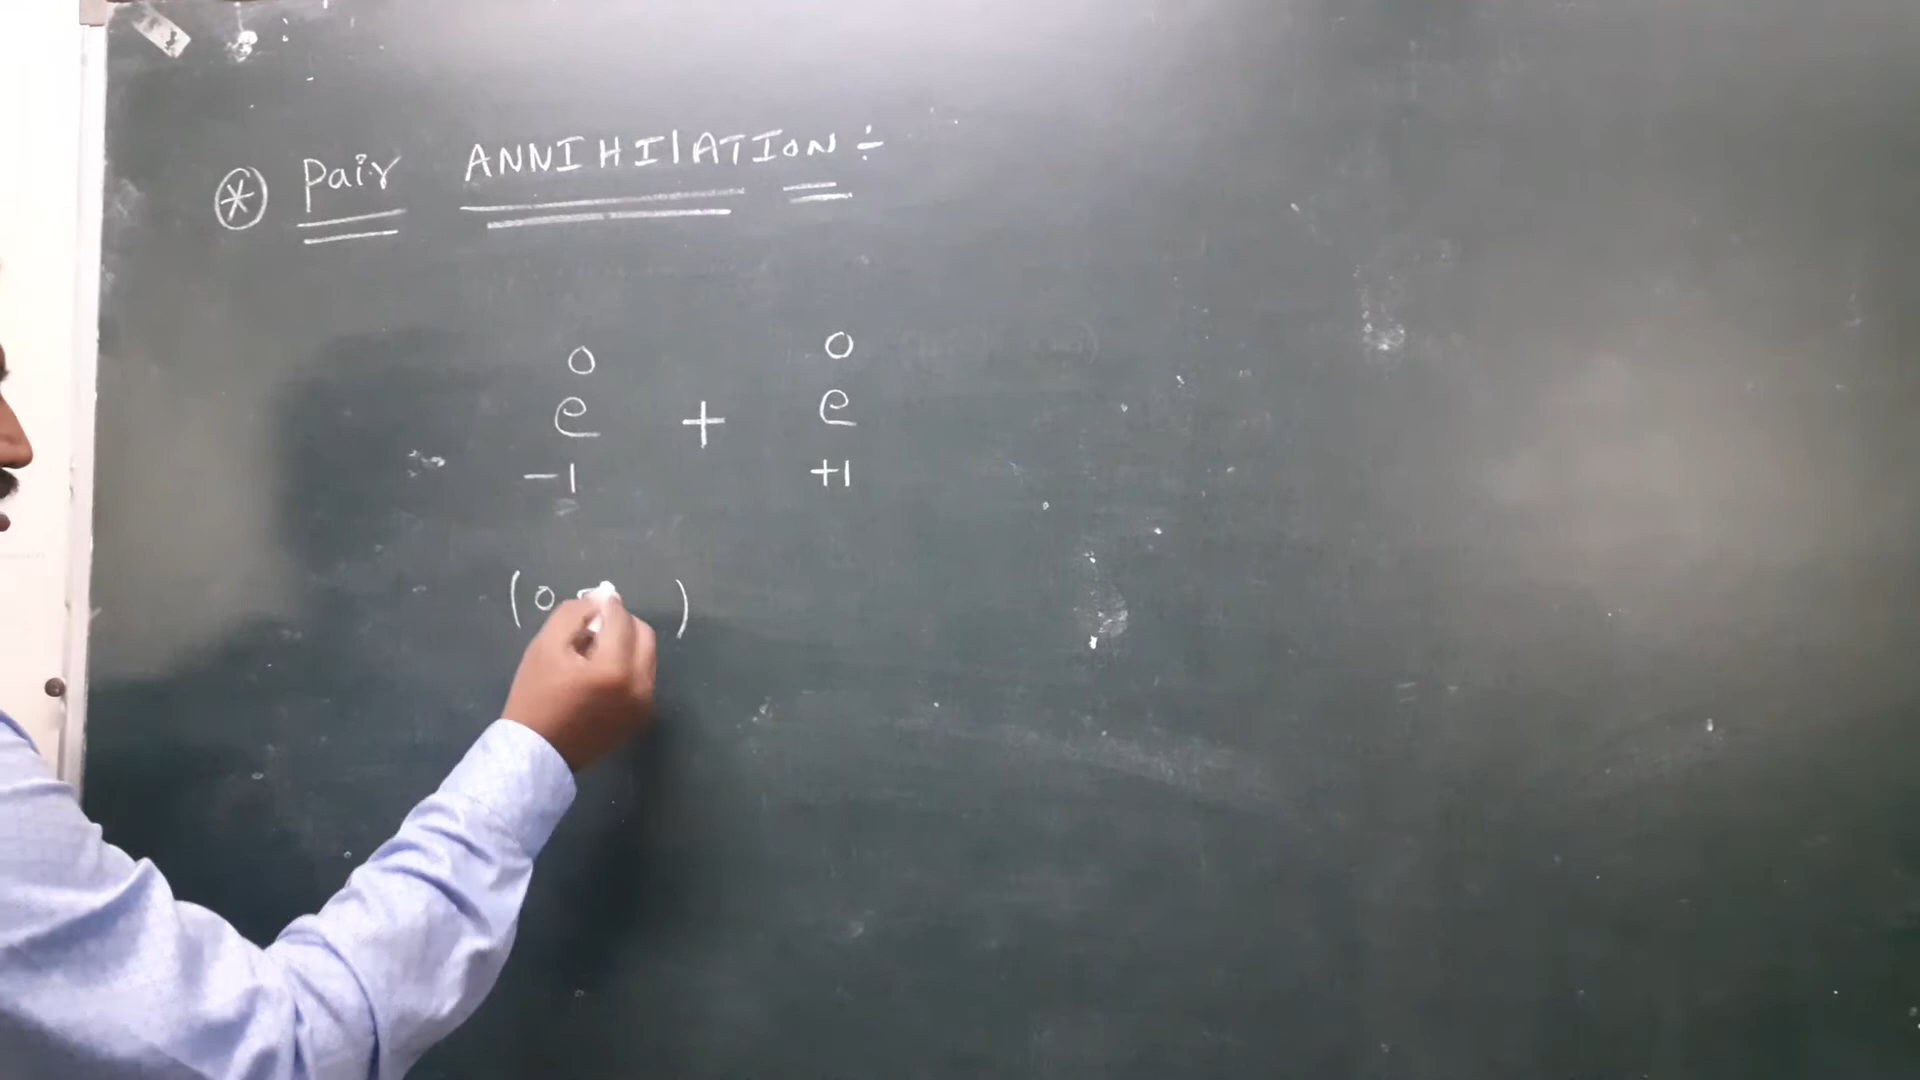 ⊛ Pair ANNIHILATION ÷
0 0
e + e
-1 +1
(0 )